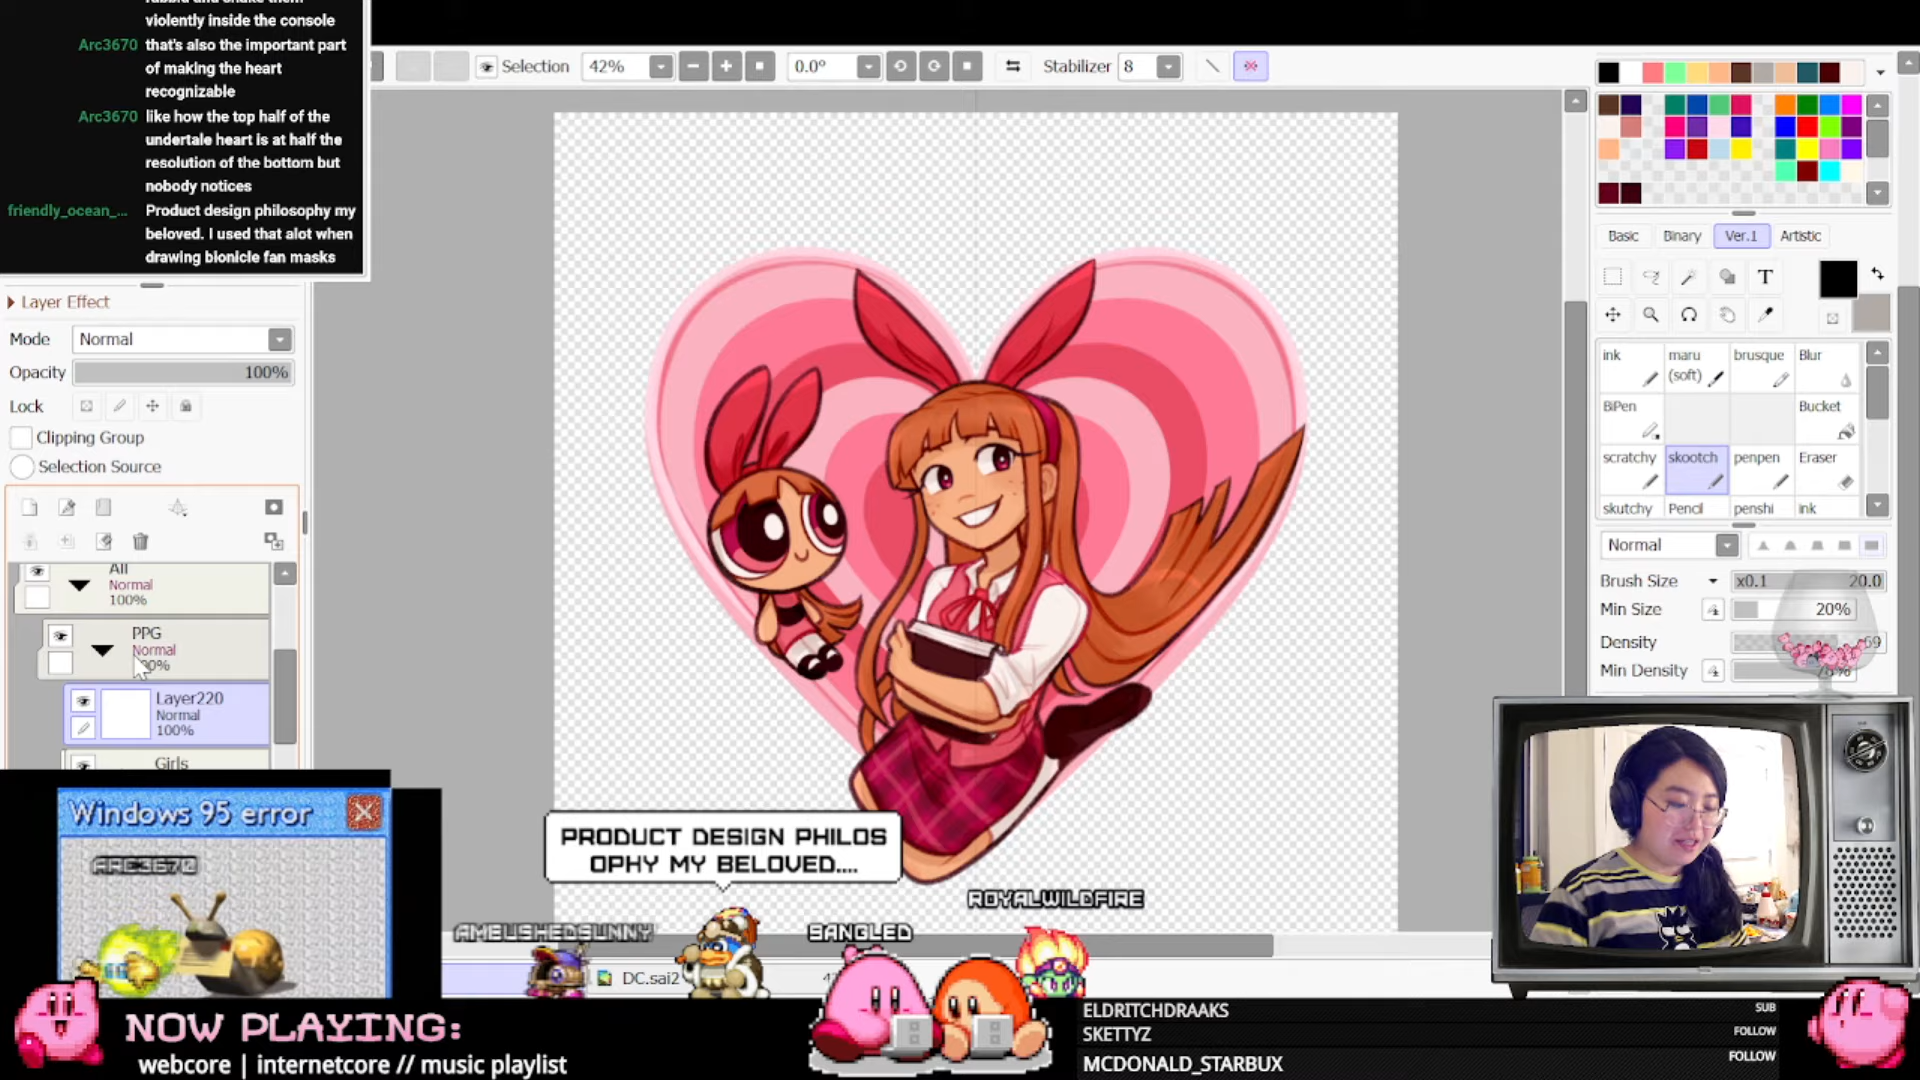 violently inside the console
Arc3670 that's also the important part
of making the heart
recognizable
Arc3670 like how the top half of the
undertale heart is at half the
resolution of the bottom but
nobody notices
friendly_ocean_... Product design philosophy my
beloved. I used that alot when
drawing bionicle fan masks
Selection 42% 0.0° Stabilizer 8
Layer Effect
Mode Normal
Opacity 100%
Lock
Clipping Group
Selection Source
All
Normal
100%
PPG
Normal
Layer220
Normal
100%
Girls
Basic Binary Ver.1 Artistic
T
ink maru (soft) brusque Blur
BiPen Bucket
scratchy skootch penpen Eraser
skutchy Pencil penshi ink
Normal
Brush Size x0.1 20.0
Min Size 20%
Density 69
Min Density
Windows 95 error
ARC3670
PRODUCT DESIGN PHILOS
OPHY MY BELOVED....
ROYALWILDFIRE
AMBUSHEDSUNNY
SANGLED
DC.sai2
NOW PLAYING:
webcore | internetcore // music playlist
ELDRITCHDRAAKS SUB
SKETTYZ FOLLOW
MCDONALD_STARBUX FOLLOW